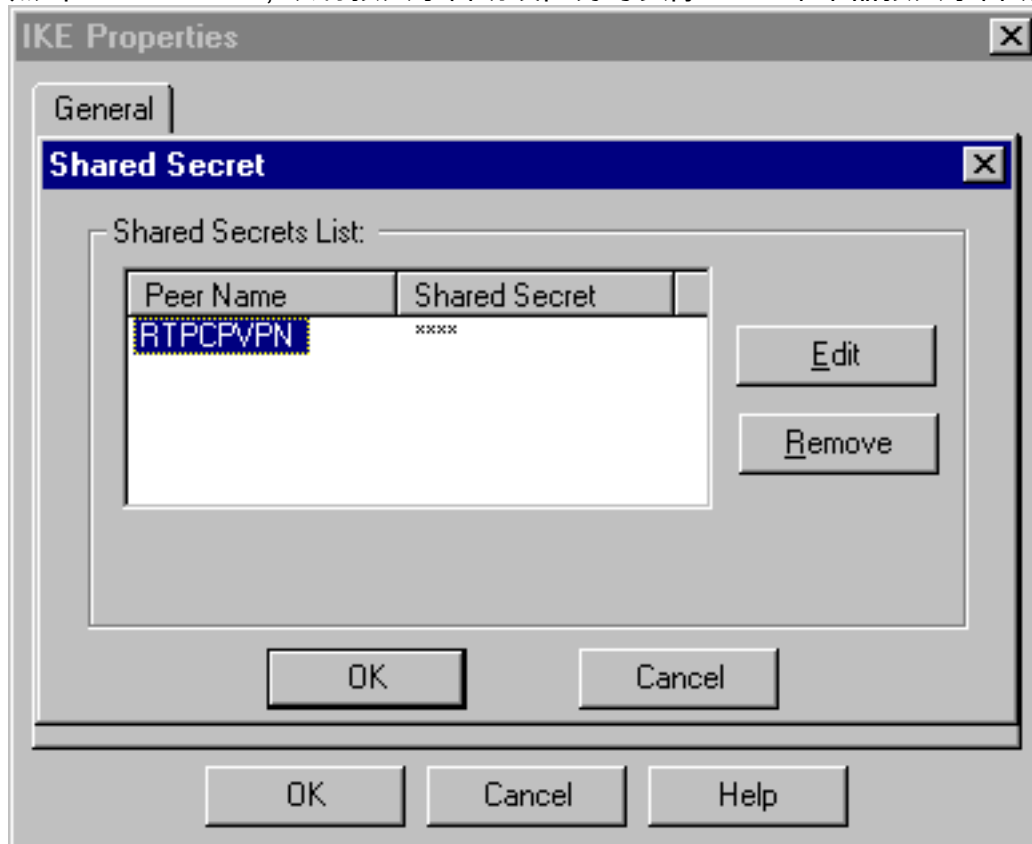 IKE Properties
General
Shared Secret
Shared Secrets List:
Peer Name Shared Secret
RTPCPVPN ****
Edit
Remove
OK Cancel
OK Cancel Help